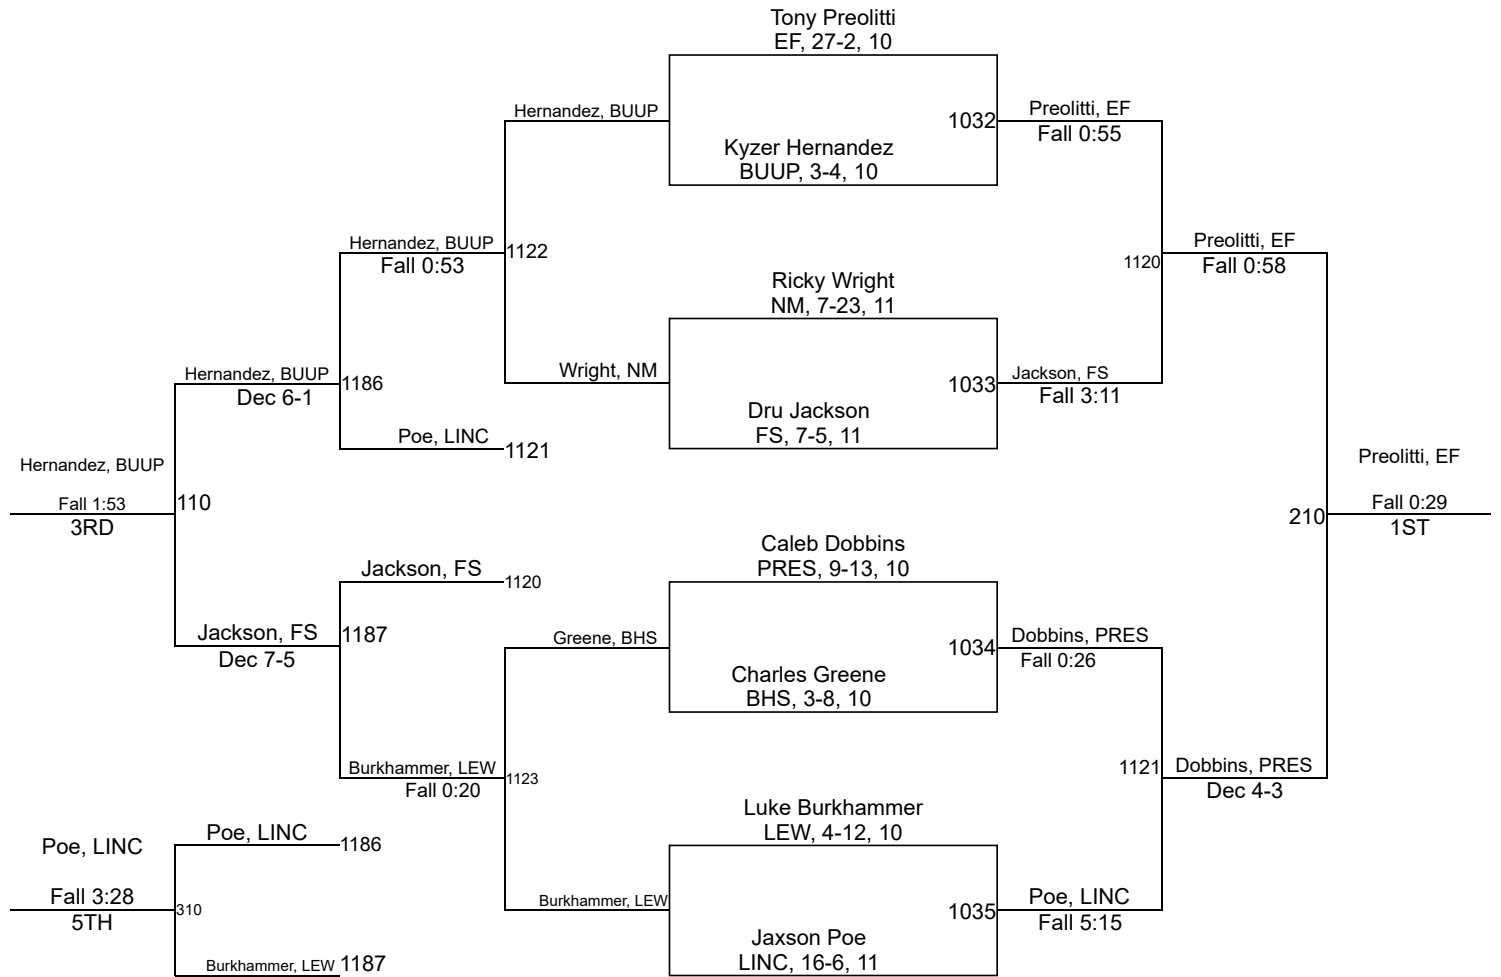 Tony Preolitti
EF, 27-2, 10
Hernandez, BUUP
1032
Preolitti, EF
Fall 0:55
Kyzer Hernandez
BUUP, 3-4, 10
Hernandez, BUUP
Fall 0:53
1122
Preolitti, EF
Fall 0:58
1120
Ricky Wright
NM, 7-23, 11
Wright, NM
1033
Jackson, FS
Fall 3:11
Hernandez, BUUP
Dec 6-1
1186
Dru Jackson
FS, 7-5, 11
Poe, LINC
1121
Hernandez, BUUP
Fall 1:53
3RD
110
Preolitti, EF
Fall 0:29
1ST
210
Caleb Dobbins
PRES, 9-13, 10
Jackson, FS
1120
Jackson, FS
Dec 7-5
1187
Greene, BHS
1034
Dobbins, PRES
Fall 0:26
Charles Greene
BHS, 3-8, 10
Burkhammer, LEW
Fall 0:20
1123
1121
Dobbins, PRES
Dec 4-3
Luke Burkhammer
LEW, 4-12, 10
Poe, LINC
1186
Poe, LINC
Fall 3:28
5TH
310
Burkhammer, LEW
1035
Poe, LINC
Fall 5:15
Jaxson Poe
LINC, 16-6, 11
Burkhammer, LEW
1187